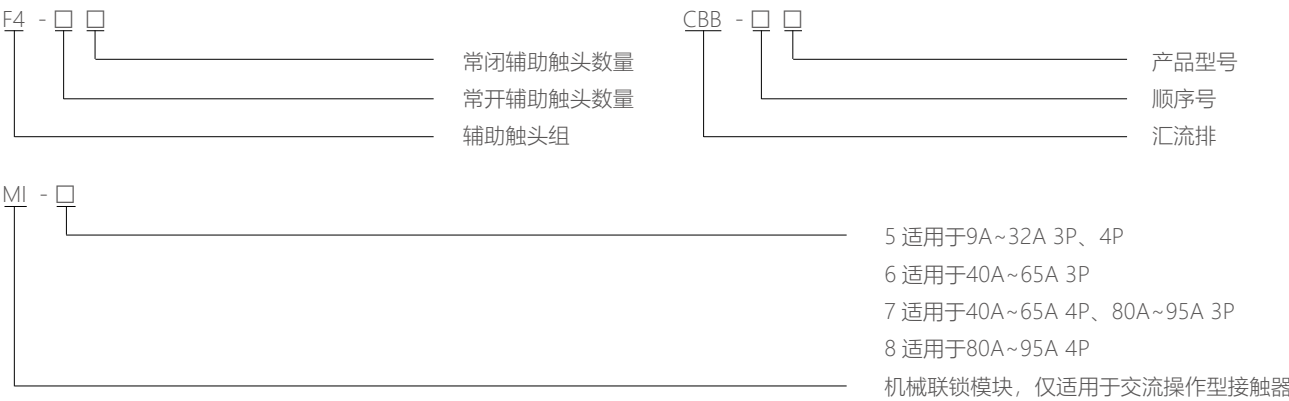 F4 - □ □
常闭辅助触头数量
常开辅助触头数量
辅助触头组
CBB - □ □
产品型号
顺序号
汇流排
MI - □
5 适用于9A~32A 3P、4P
6 适用于40A~65A 3P
7 适用于40A~65A 4P、80A~95A 3P
8 适用于80A~95A 4P
机械联锁模块，仅适用于交流操作型接触器